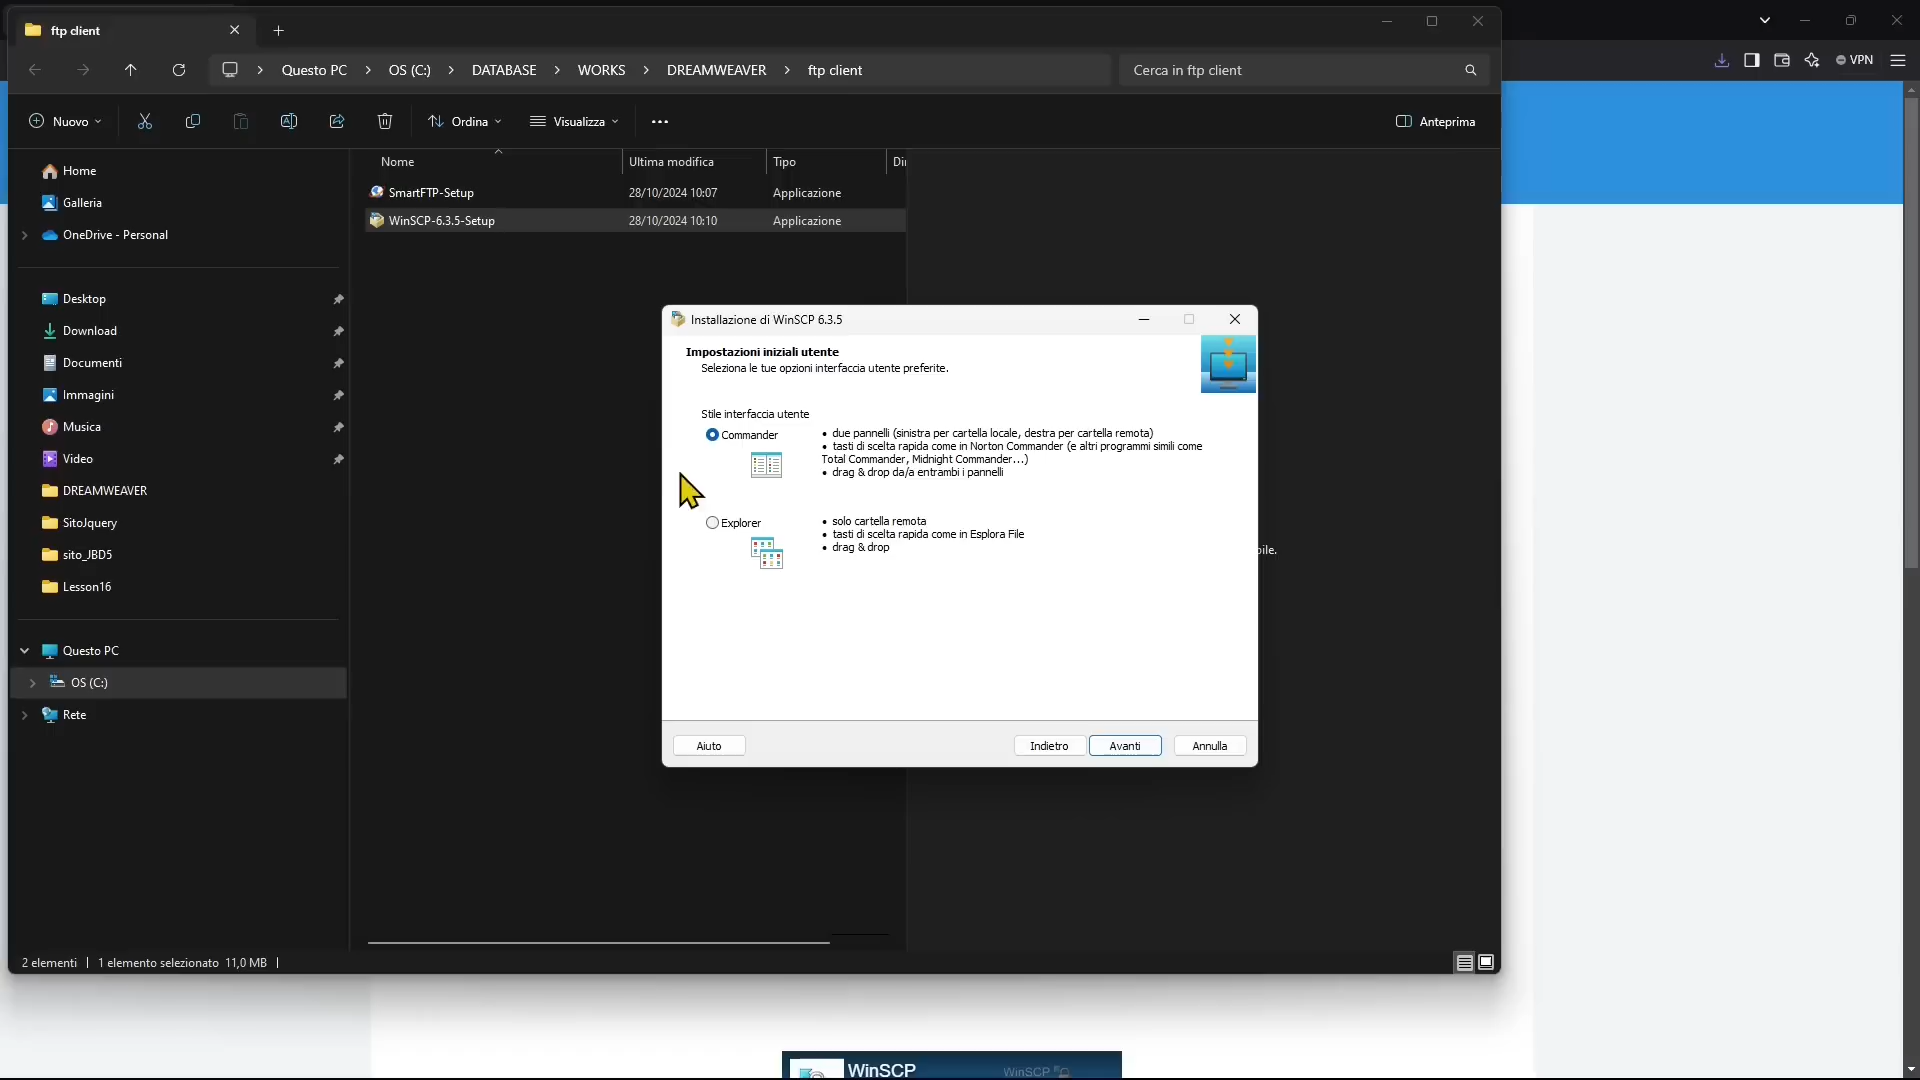 ftp client
VPN
Questo PC
OS (C:)
DATABASE
WORKS
DREAMWEAVER
ftp client
Cerca in ftp client
Nuovo
Ordina
Visualizza
Anteprima
Nome
Ultima modifica
Tipo
SmartFTP-Setup
28/10/2024 10:07
Applicazione
WinSCP-6.3.5-Setup
28/10/2024 10:10
Applicazione
Home
Galleria
OneDrive - Personal
Desktop
Download
Documenti
Immagini
Musica
Video
DREAMWEAVER
SitoJquery
sito_JBD5
Lesson16
Questo PC
OS (C:)
Rete
Installazione di WinSCP 6.3.5
Impostazioni iniziali utente
Seleziona le tue opzioni interfaccia utente preferite.
Stile interfaccia utente
Commander
• due pannelli (sinistra per cartella locale, destra per cartella remota)
• tasti di scelta rapida come in Norton Commander (e altri programmi simili come
Total Commander, Midnight Commander...)
• drag & drop da/a entrambi i pannelli
Explorer
• solo cartella remota
• tasti di scelta rapida come in Esplora File
• drag & drop
Aiuto
Indietro
Avanti
Annulla
2 elementi
1 elemento selezionato 11,0 MB
WinSCP
WinSCP